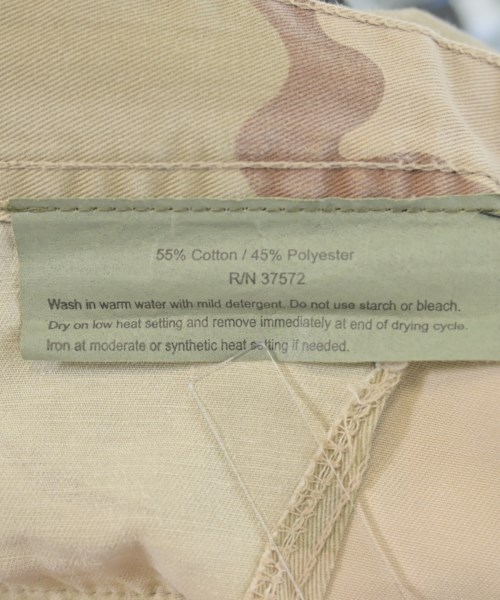 55% Cotton / 45% Polyester
R/N 37572
Wash in warm water with mild detergent. Do not use starch or bleach.
Dry on low heat setting and remove immediately at end of drying cycle.
Iron at moderate or synthetic heat setting if needed.